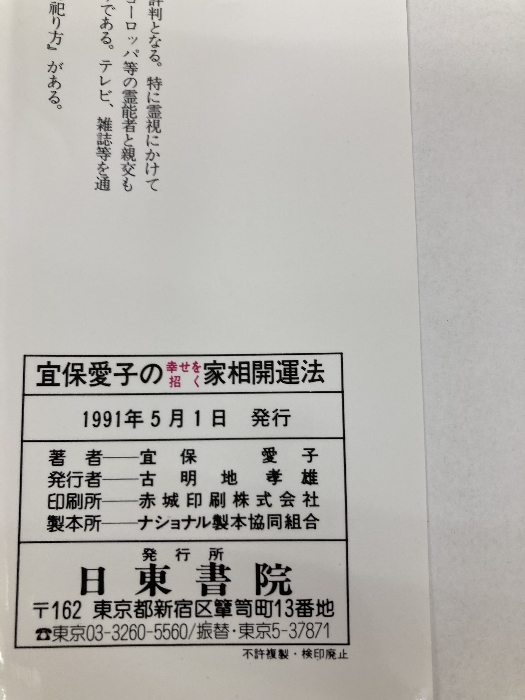 評判となる。特に霊視にかけて
ヨーロッパ等の霊能者と親交も
である。テレビ、雑誌等を通
祀り方』がある。
宜保愛子の幸せを招く家相開運法
1991年5月1日 発行
著者――宜保 愛子
発行者――古明地孝雄
印刷所――赤城印刷株式会社
製本所――ナショナル製本協同組合
発行所
日東書院
〒162 東京都新宿区簞笥町13番地
☎東京03-3260-5560/振替・東京5-37871
不許複製・検印廃止